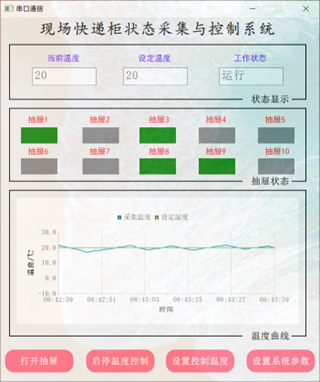 串口通信
现场快递柜状态采集与控制系统
当前温度 设定温度 工作状态
20 20 运行
状态显示
抽屉1 抽屉2 抽屉3 抽屉4 抽屉5
抽屉6 抽屉7 抽屉8 抽屉9 抽屉10
抽屉状态
采集温度 设定温度
30.0
20.0
10.0
0.0
-10.0
温度/℃
08:42:39 08:42:51 08:43:03 08:43:15 08:43:27 08:43:39
时间
温度曲线
打开抽屉 启停温度控制 设置控制温度 设置系统参数